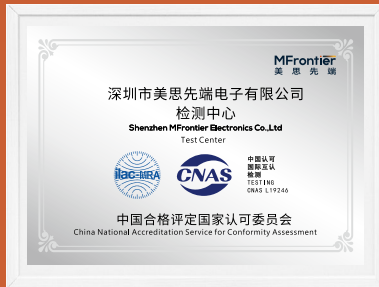 MFrontier
美思先端
深圳市美思先端电子有限公司
检测中心
Shenzhen MFrontier Electronics Co.,Ltd
Test Center
ilac-MRA
CNAS
中国认可
国际互认
检测
TESTING
CNAS L19246
中国合格评定国家认可委员会
China National Accreditation Service for Conformity Assessment